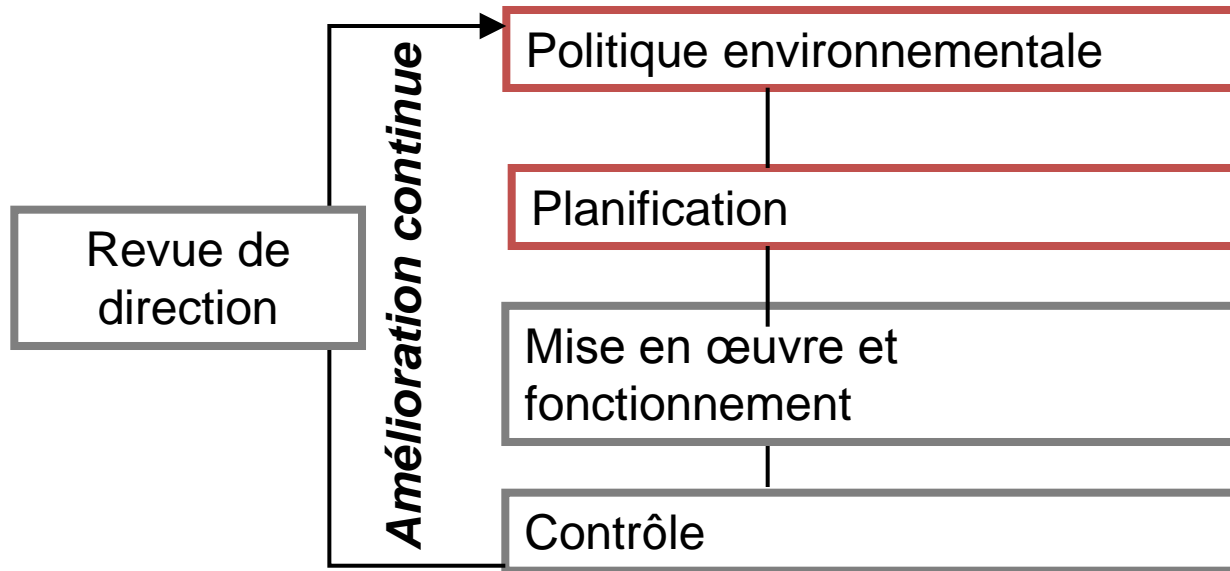 Politique environnementale
Planification
Revue de
direction
Amélioration continue
Mise en œuvre et
fonctionnement
Contrôle